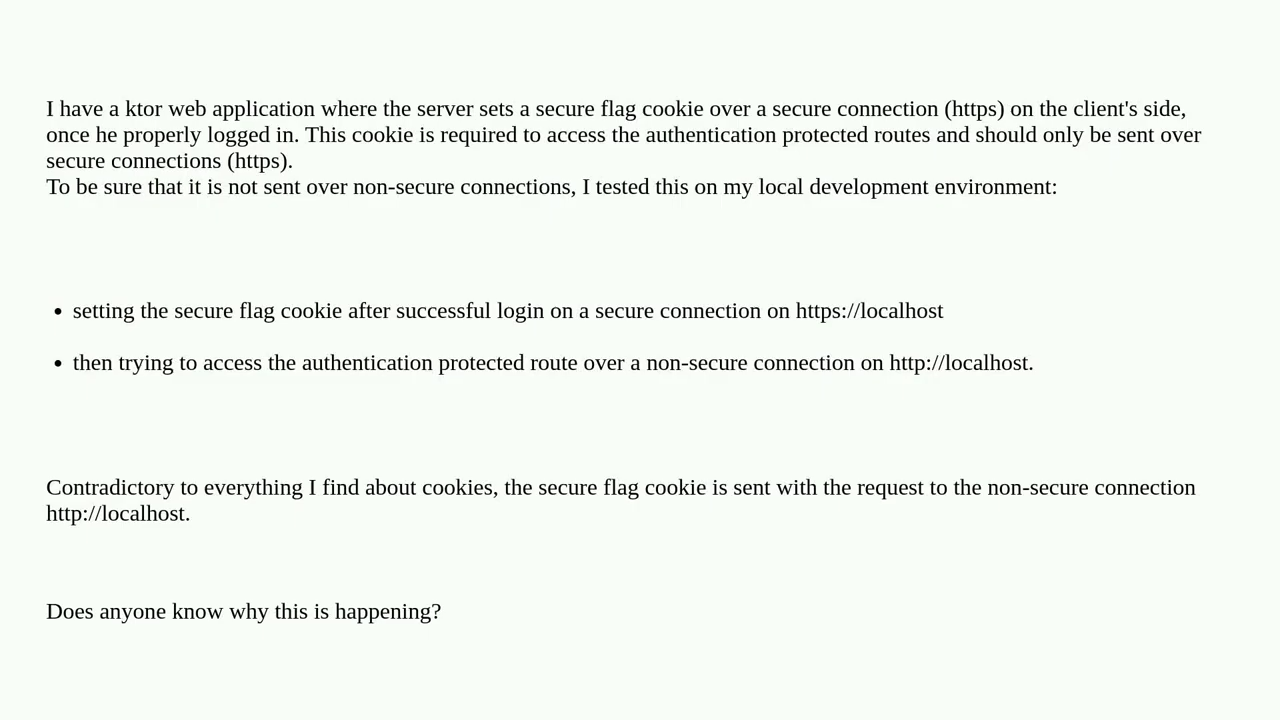 I have a ktor web application where the server sets a secure flag cookie over a secure connection (https) on the client's side,
once he properly logged in. This cookie is required to access the authentication protected routes and should only be sent over
secure connections (https).
To be sure that it is not sent over non-secure connections, I tested this on my local development environment:
• setting the secure flag cookie after successful login on a secure connection on https://localhost
• then trying to access the authentication protected route over a non-secure connection on http://localhost.
Contradictory to everything I find about cookies, the secure flag cookie is sent with the request to the non-secure connection
http://localhost.
Does anyone know why this is happening?